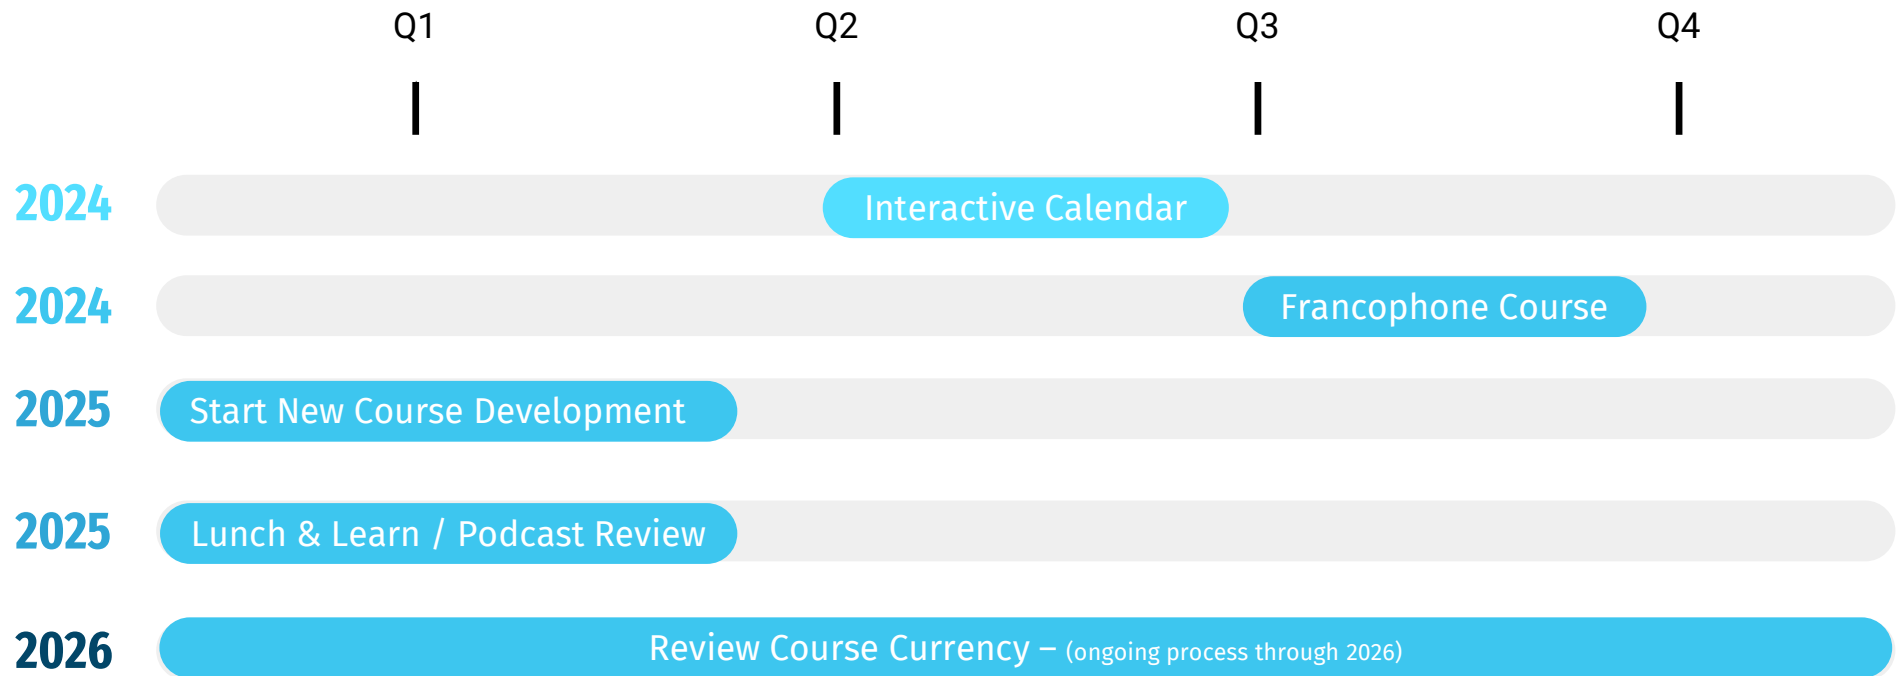 Q1 Q2 Q3 Q4
2024 Interactive Calendar
2024 Francophone Course
2025 Start New Course Development
2025 Lunch & Learn / Podcast Review
2026 Review Course Currency – (ongoing process through 2026)